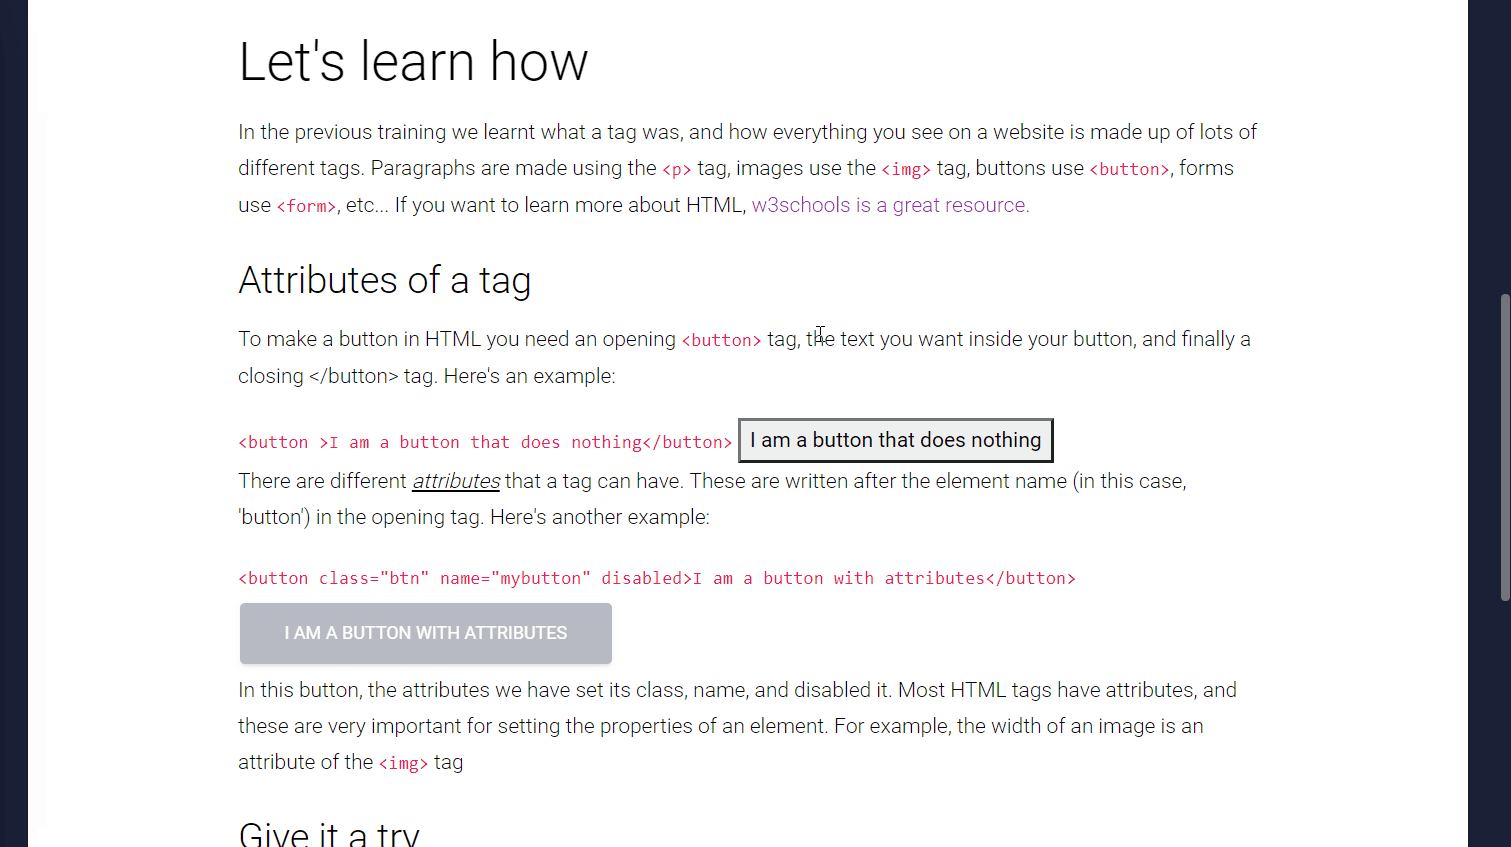 Let's learn how
In the previous training we learnt what a tag was, and how everything you see on a website is made up of lots of
different tags. Paragraphs are made using the <p> tag, images use the <img> tag, buttons use <button>, forms
use <form>, etc... If you want to learn more about HTML, w3schools is a great resource.
Attributes of a tag
To make a button in HTML you need an opening <button> tag, the text you want inside your button, and finally a
closing </button> tag. Here's an example:
<button >I am a button that does nothing</button> I am a button that does nothing
There are different attributes that a tag can have. These are written after the element name (in this case,
'button') in the opening tag. Here's another example:
<button class="btn" name="mybutton" disabled>I am a button with attributes</button>
I AM A BUTTON WITH ATTRIBUTES
In this button, the attributes we have set its class, name, and disabled it. Most HTML tags have attributes, and
these are very important for setting the properties of an element. For example, the width of an image is an
attribute of the <img> tag
Give it a try